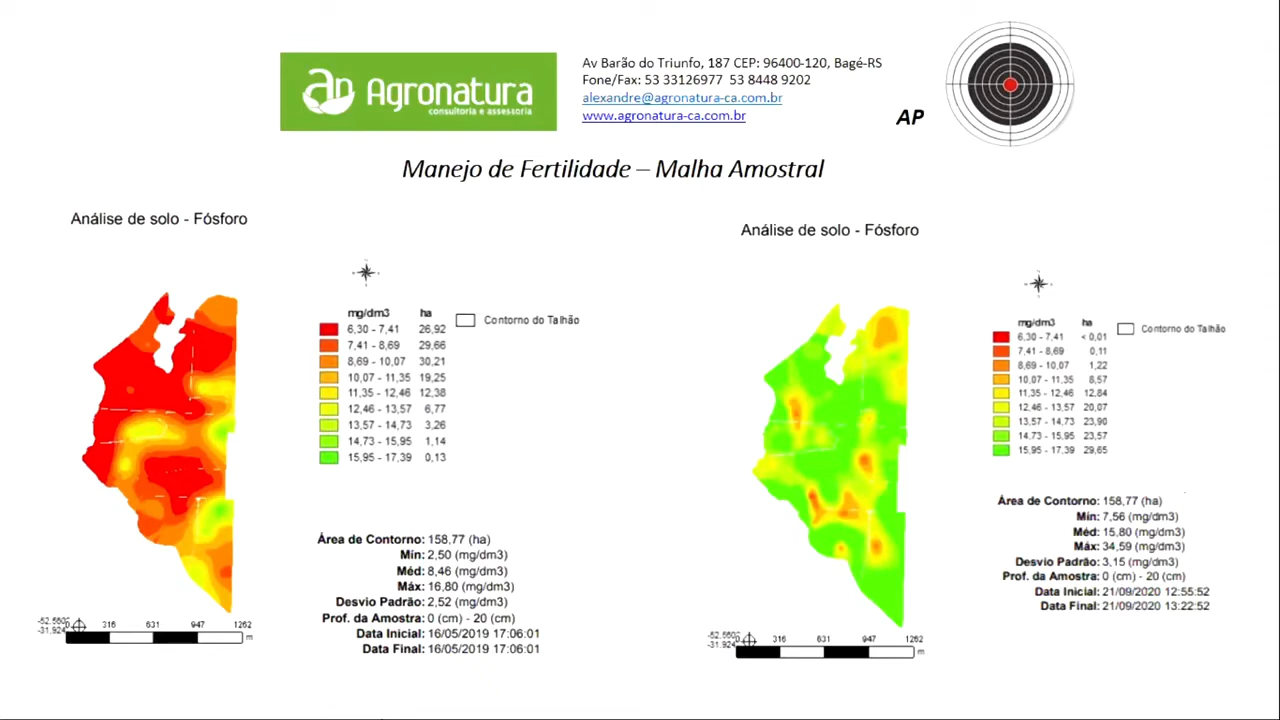 Agronatura
consultoria e assessoria
Av Barão do Triunfo, 187 CEP: 96400-120, Bagé-RS
Fone/Fax: 53 33126977 53 8448 9202
alexandre@agronatura-ca.com.br
www.agronatura-ca.com.br
AP
Manejo de Fertilidade – Malha Amostral
Análise de solo - Fósforo
mg/dm3 ha
6,30 - 7,41 26,92
7,41 - 8,69 29,66
8,69 - 10,07 30,21
10,07 - 11,35 19,25
11,35 - 12,46 12,38
12,46 - 13,57 6,77
13,57 - 14,73 3,26
14,73 - 15,95 1,14
15,95 - 17,39 0,13
Contorno do Talhão
Área de Contorno: 158,77 (ha)
Mín: 2,50 (mg/dm3)
Méd: 8,46 (mg/dm3)
Máx: 16,80 (mg/dm3)
Desvio Padrão: 2,52 (mg/dm3)
Prof. da Amostra: 0 (cm) - 20 (cm)
Data Inicial: 16/05/2019 17:06:01
Data Final: 16/05/2019 17:06:01
316 631 947 1262
m
Análise de solo - Fósforo
mg/dm3 ha
6,30 - 7,41 < 0,01
7,41 - 8,69 0,11
8,69 - 10,07 1,22
10,07 - 11,35 8,57
11,35 - 12,46 12,84
12,46 - 13,57 20,07
13,57 - 14,73 23,90
14,73 - 15,95 23,57
15,95 - 17,39 29,65
Contorno do Talhão
Área de Contorno: 158,77 (ha)
Mín: 7,56 (mg/dm3)
Méd: 15,80 (mg/dm3)
Máx: 34,59 (mg/dm3)
Desvio Padrão: 3,15 (mg/dm3)
Prof. da Amostra: 0 (cm) - 20 (cm)
Data Inicial: 21/09/2020 12:55:52
Data Final: 21/09/2020 13:22:52
316 631 947 1262
m